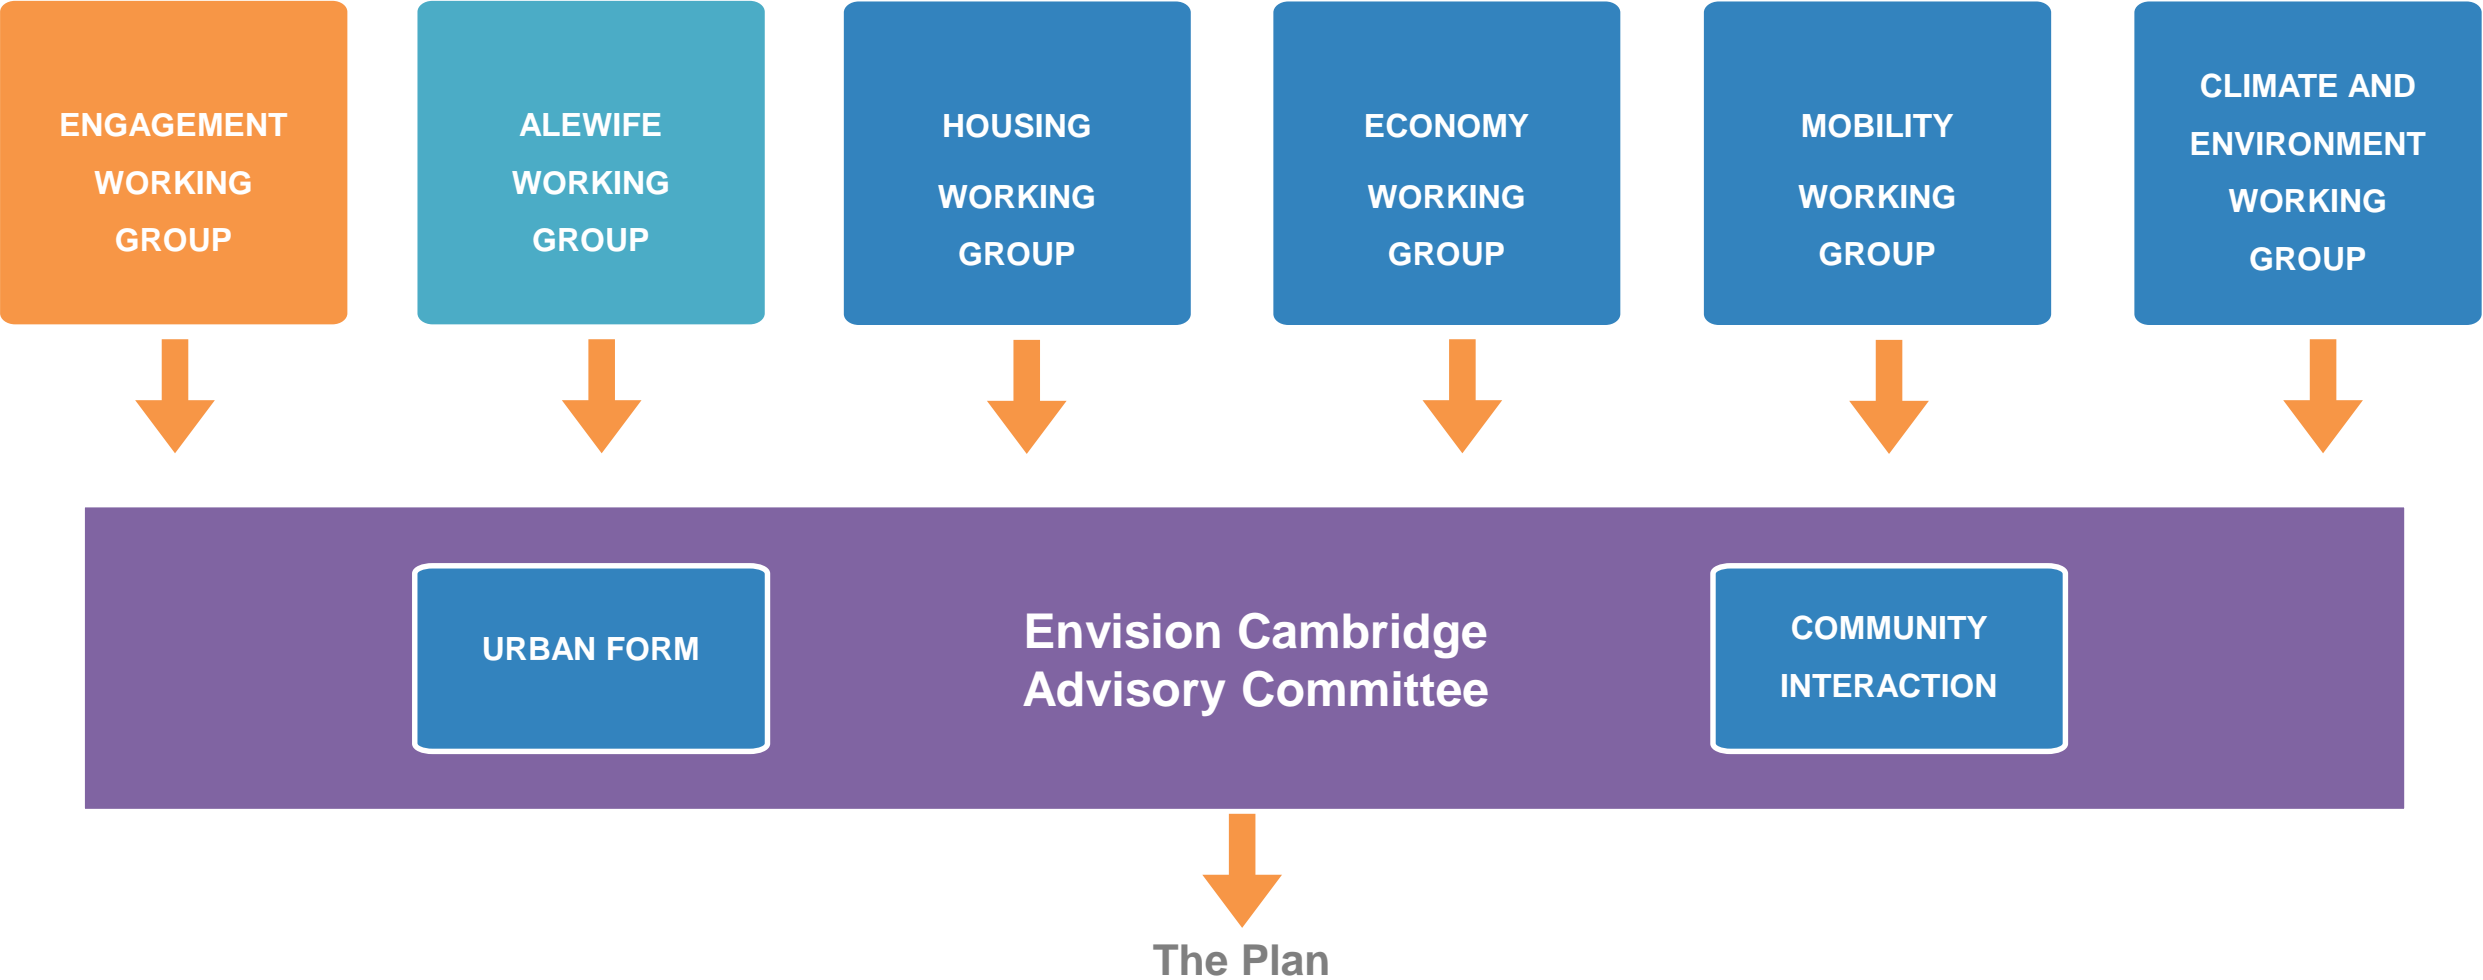 ENGAGEMENT
WORKING
GROUP
ALEWIFE
WORKING
GROUP
HOUSING
WORKING
GROUP
ECONOMY
WORKING
GROUP
MOBILITY
WORKING
GROUP
CLIMATE AND
ENVIRONMENT
WORKING
GROUP
URBAN FORM
Envision Cambridge
Advisory Committee
COMMUNITY
INTERACTION
The Plan